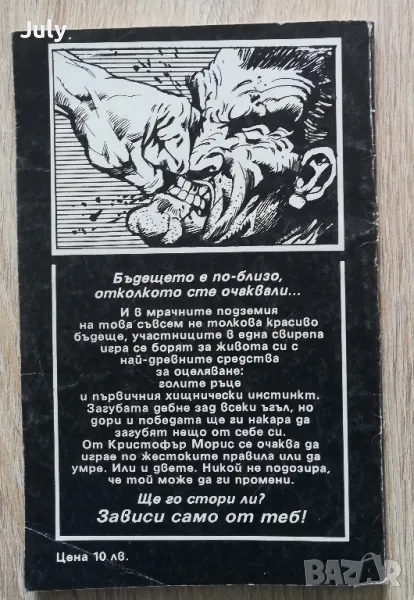 July.
Бъдещето е по-близо,
отколкото сте очаквали...
И в мрачните подземия
на това съвсем не толкова красиво
бъдеще, участниците в една свирепа
игра се борят за живота си с
най-древните средства
за оцеляване:
голите ръце
и първичния хищнически инстинкт.
Загубата дебне зад всеки ъгъл, но
дори и победата ще ги накара да
загубят нещо от себе си.
От Кристофър Морис се очаква да
играе по жестоките правила или да
умре. Или и двете. Никой не подозира,
че той може да ги промени.
Ще го стори ли?
Зависи само от теб!
Цена 10 лв.
BAZAR